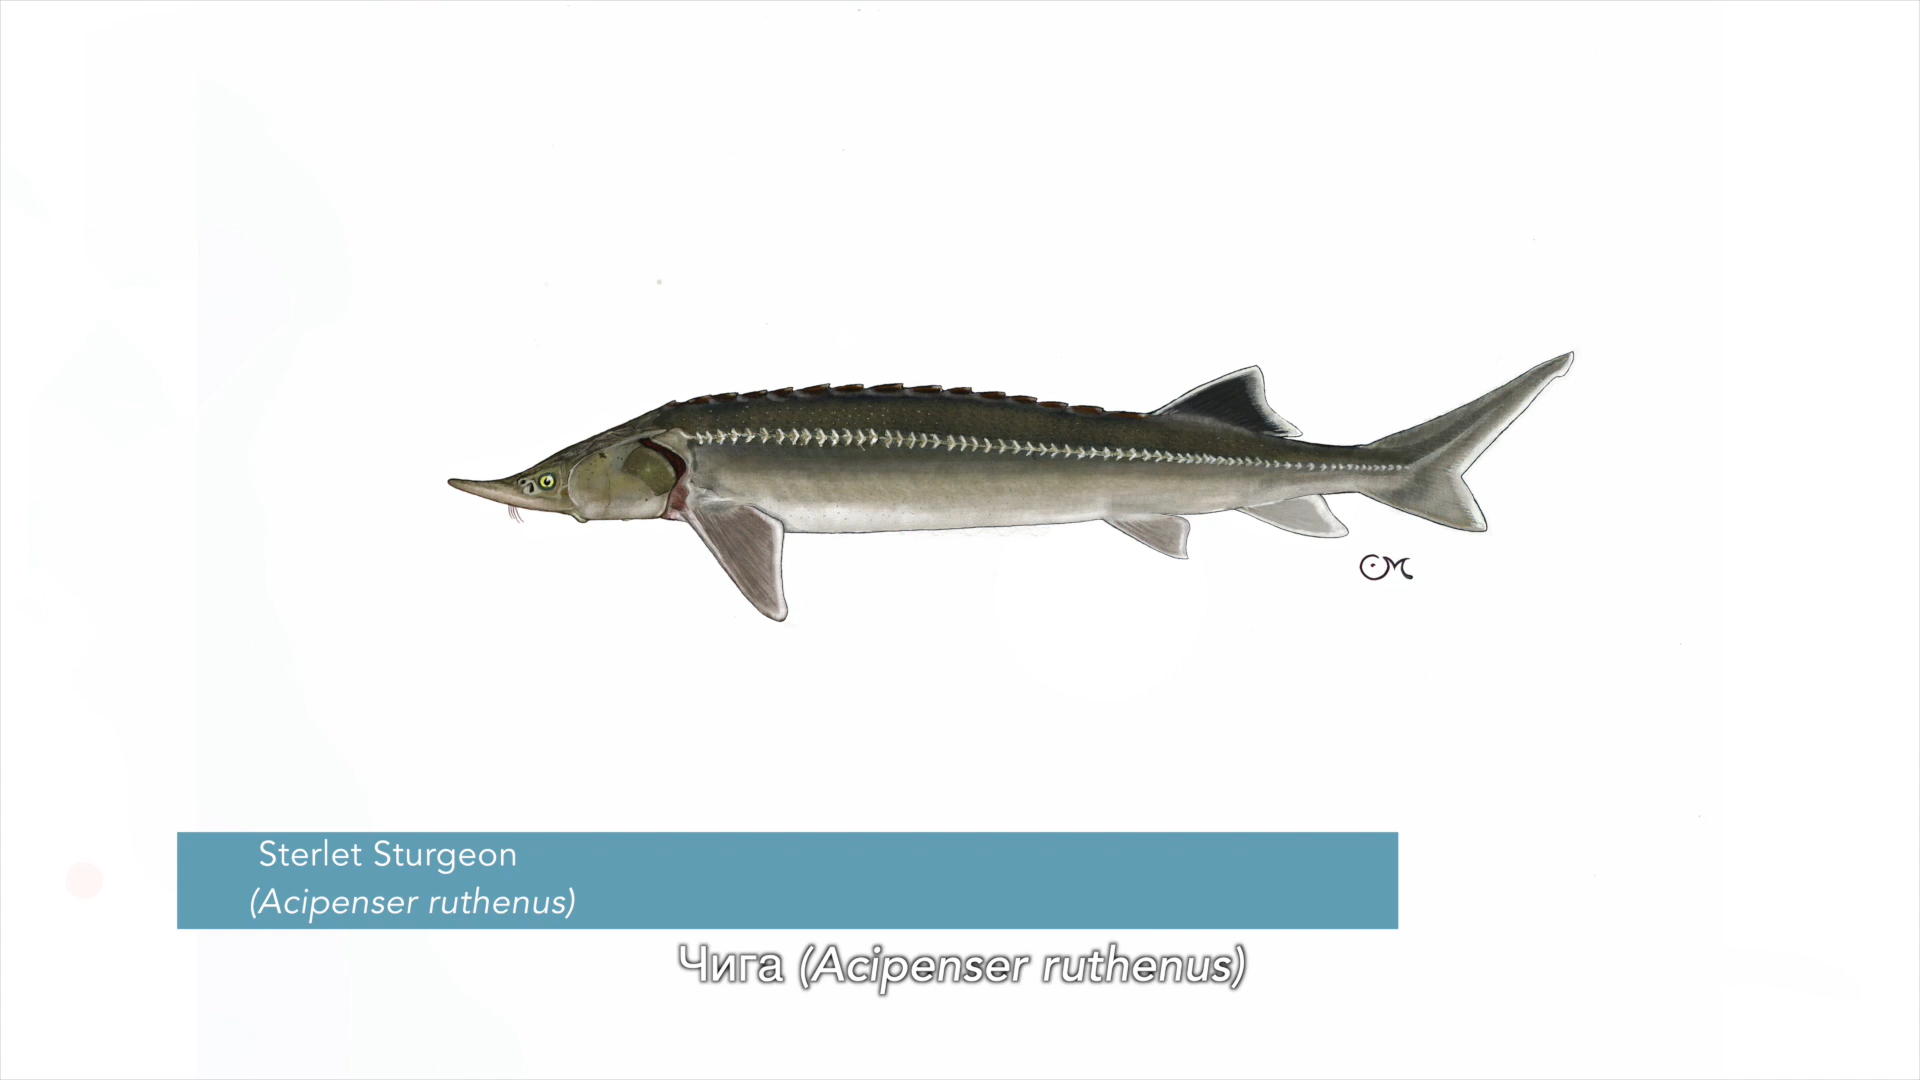 Sterlet Sturgeon
(Acipenser ruthenus)
Чига (Acipenser ruthenus)